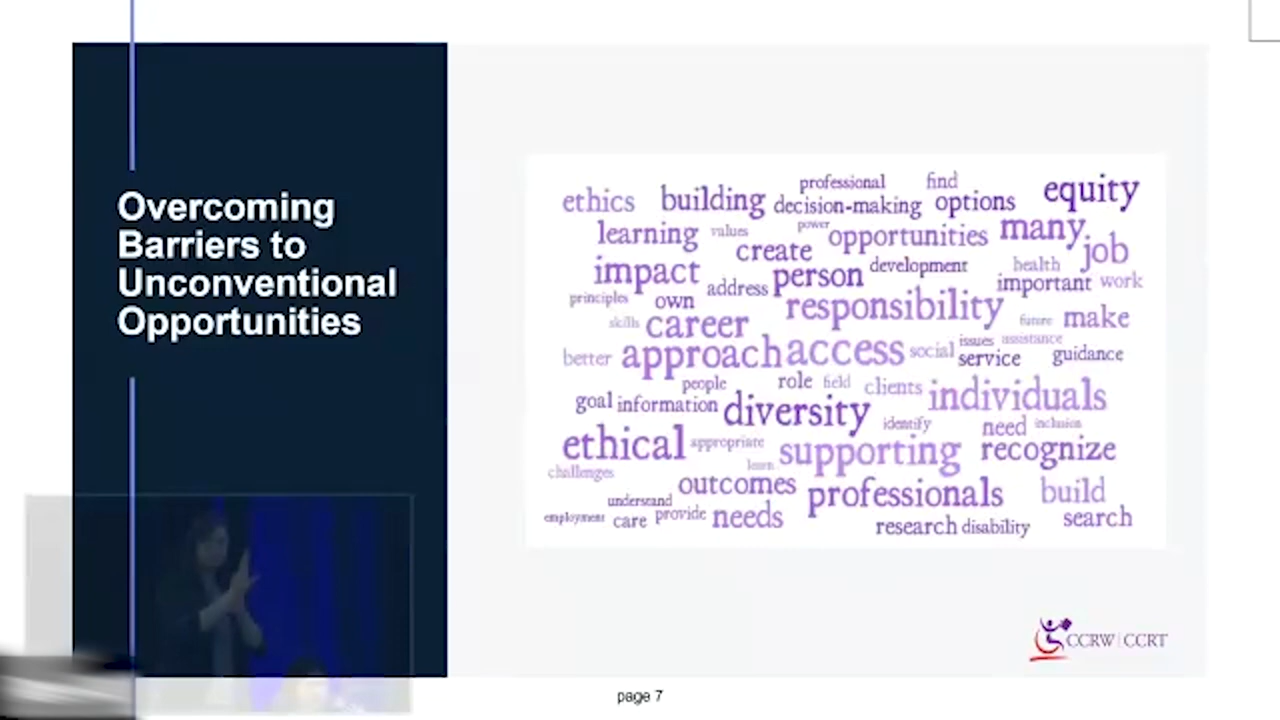 Overcoming
Barriers to
Unconventional
Opportunities
professional find
ethics building decision-making options equity
learning values power opportunities many
create job
impact person development health
principles own address important work
responsibility
skills career future make
better approach access social issues assistance
service guidance
people role field clients individuals
goal information diversity
identify need inclusion
ethical appropriate supporting recognize
challenges learn
outcomes professionals build
understand
employment care provide needs search
research disability
CCRW | CCRT
page 7